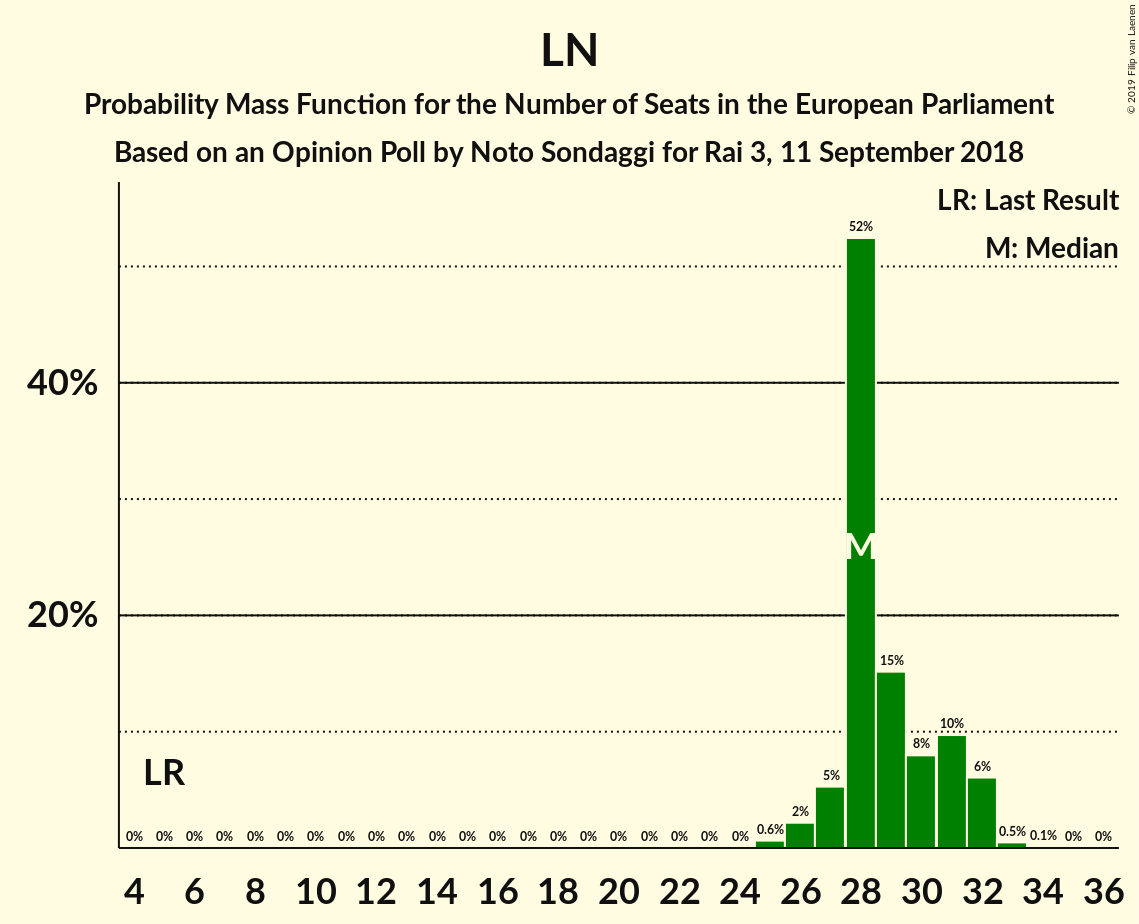 LN
Probability Mass Function for the Number of Seats in the European Parliament
Based on an Opinion Poll by Noto Sondaggi for Rai 3, 11 September 2018
© 2019 Filip van Laenen
LR: Last Result
M: Median
52%
40%
M
20%
15%
10%
8%
6%
5%
2%
LR
0% 0% 0% 0% 0% 0% 0% 0% 0% 0% 0% 0% 0% 0% 0% 0% 0% 0% 0% 0% 0% 0.6% 0.5% 0.1% 0% 0%
4 6 8 10 12 14 16 18 20 22 24 26 28 30 32 34 36